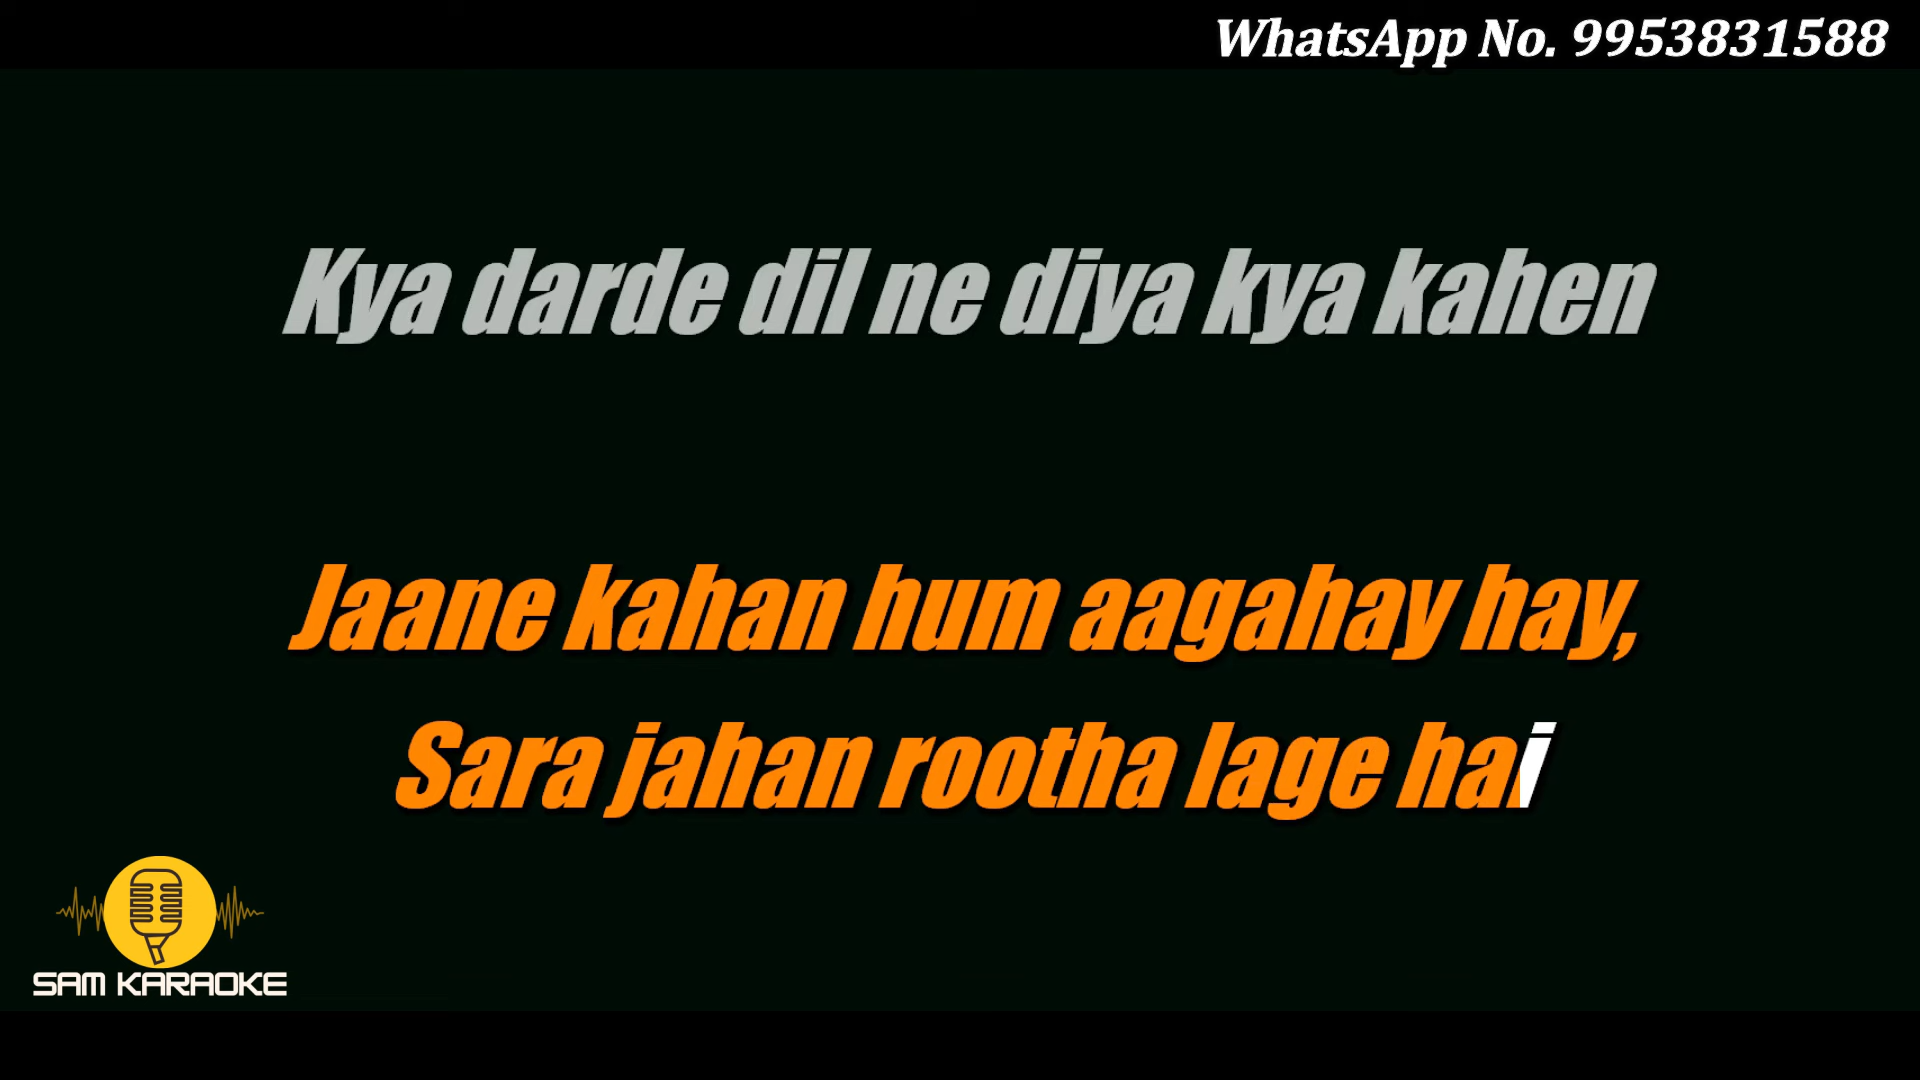 WhatsApp No. 9953831588
Kya darde dil ne diya kya kahen
Jaane kahan hum aagahay hay,
Sara jahan rootha lage hai
SAM KARAOKE